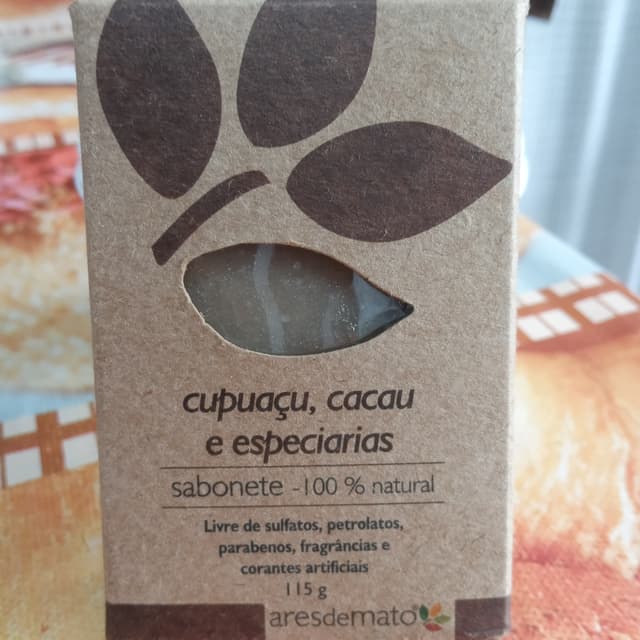 cupuaçu, cacau
e especiarias
sabonete -100 % natural
Livre de sulfatos, petrolatos,
parabenos, fragrâncias e
corantes artificiais
115 g
aresdemato